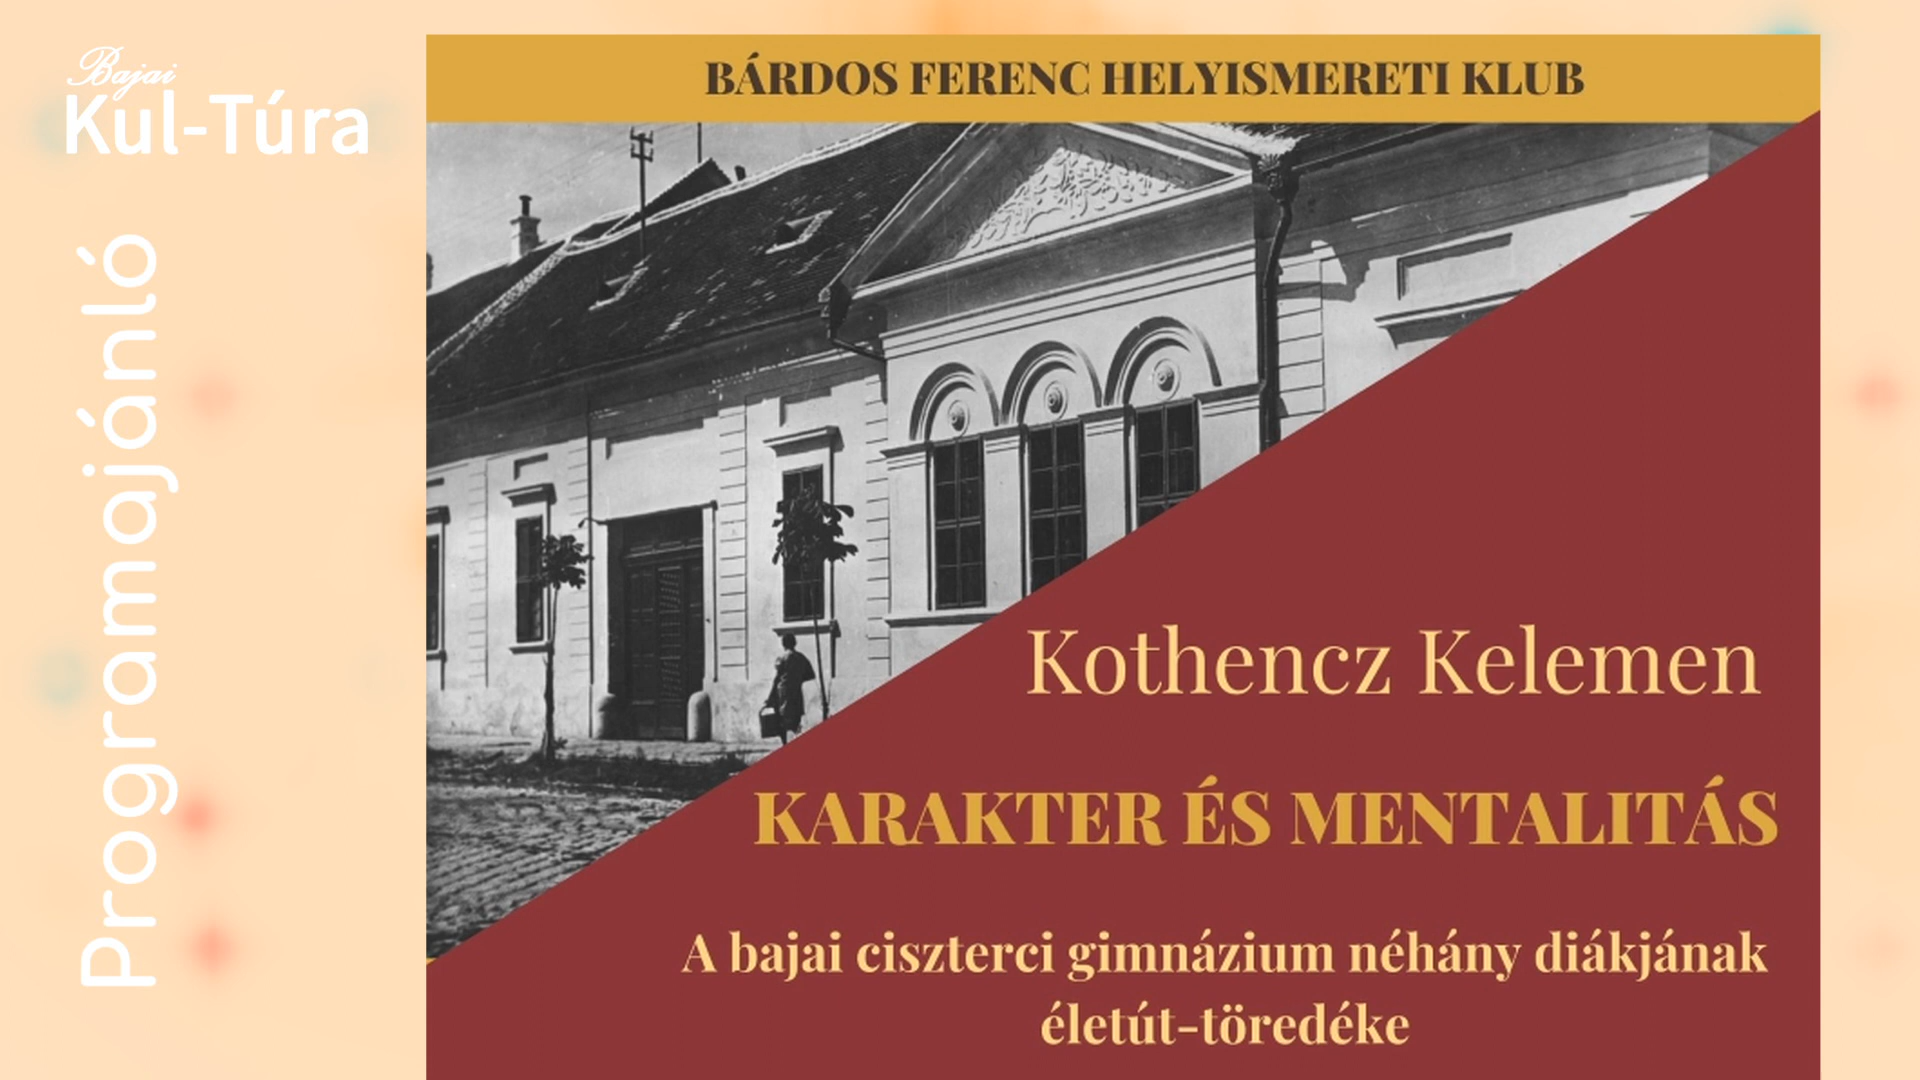 Bajai
Kul-Túra
Programajánló
BÁRDOS FERENC HELYISMERETI KLUB
Kothencz Kelemen
KARAKTER ÉS MENTALITÁS
A bajai ciszterci gimnázium néhány diákjának
életút-töredéke